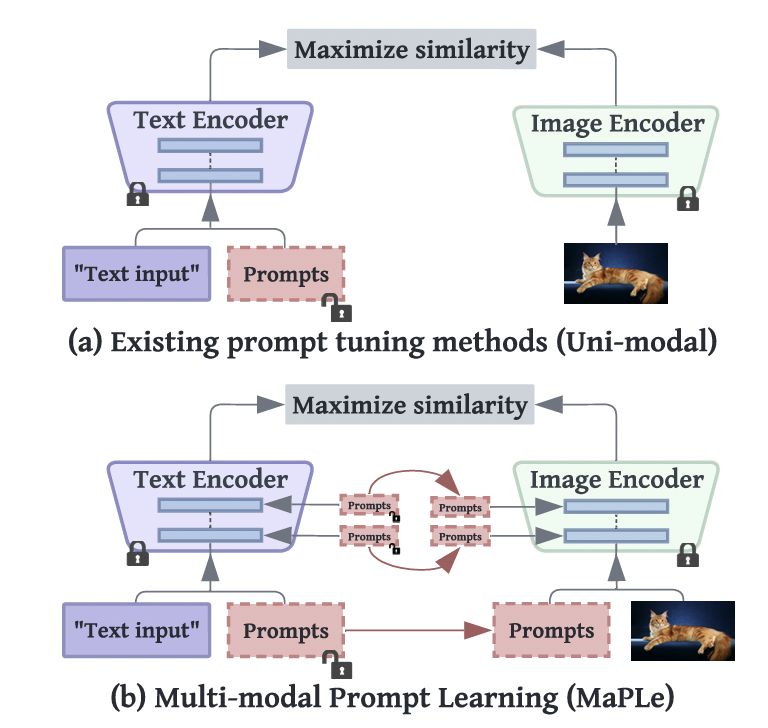 Maximize similarity
Text Encoder
Image Encoder
"Text input"
Prompts
(a) Existing prompt tuning methods (Uni-modal)
Maximize similarity
Text Encoder
Image Encoder
Prompts
Prompts
Prompts
Prompts
"Text input"
Prompts
Prompts
(b) Multi-modal Prompt Learning (MaPLe)